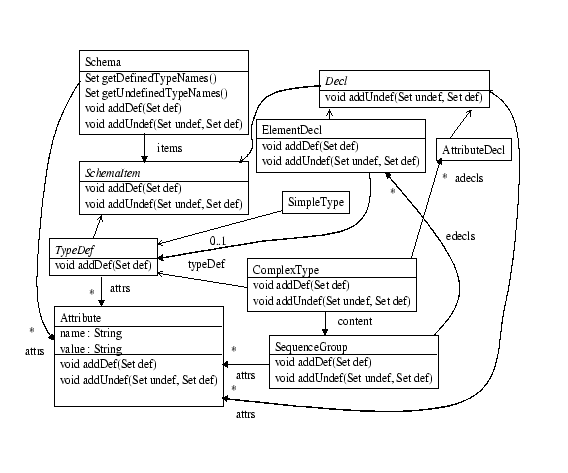 Schema
Set getDefinedTypeNames()
Set getUndefinedTypeNames()
void addDef(Set def)
void addUndef(Set undef, Set def)
Decl
void addUndef(Set undef, Set def)
ElementDecl
void addDef(Set def)
void addUndef(Set undef, Set def)
AttributeDecl
items
SchemaItem
void addDef(Set def)
void addUndef(Set undef, Set def)
* adecls
*
SimpleType
0..1
edecls
TypeDef
void addDef(Set def)
typeDef
ComplexType
void addDef(Set def)
void addUndef(Set undef, Set def)
* attrs
content
Attribute
name : String
value : String
void addDef(Set def)
void addUndef(Set undef, Set def)
*
attrs
SequenceGroup
void addDef(Set def)
void addUndef(Set undef, Set def)
*
attrs
*
attrs